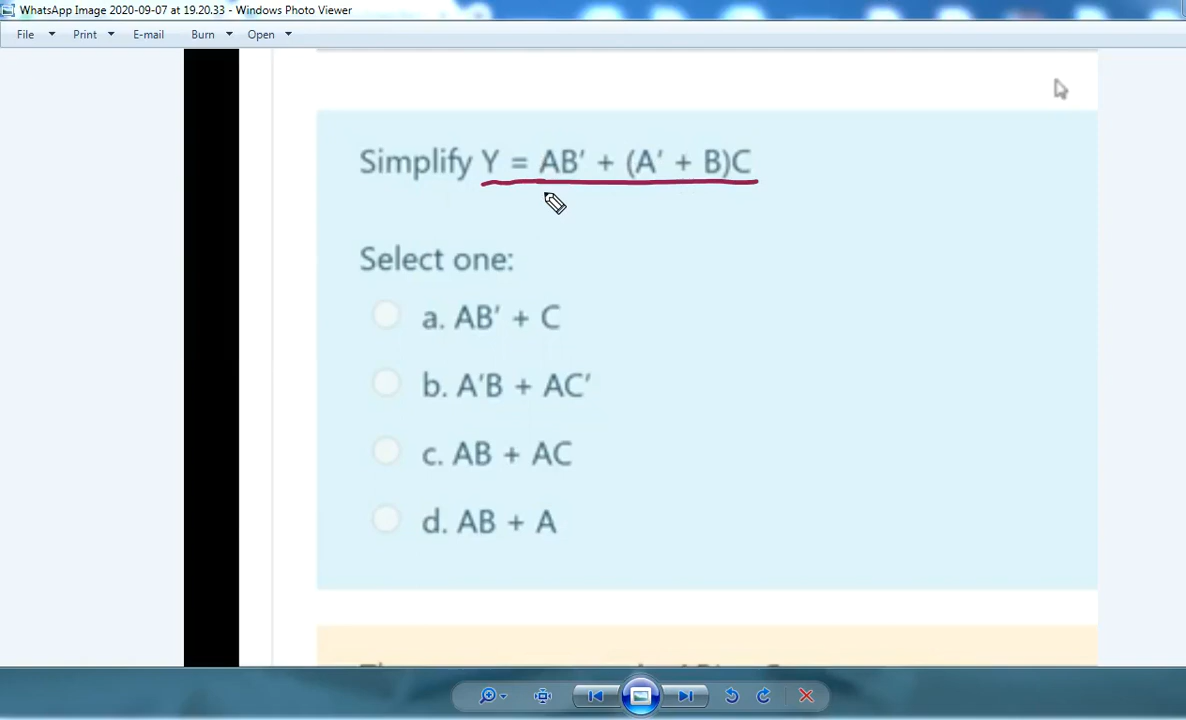 WhatsApp Image 2020-09-07 at 19.20.33 - Windows Photo Viewer
File Print E-mail Burn Open
Simplify Y = AB′ + (A′ + B)C
Select one:
a. AB′ + C
b. A′B + AC′
c. AB + AC
d. AB + A